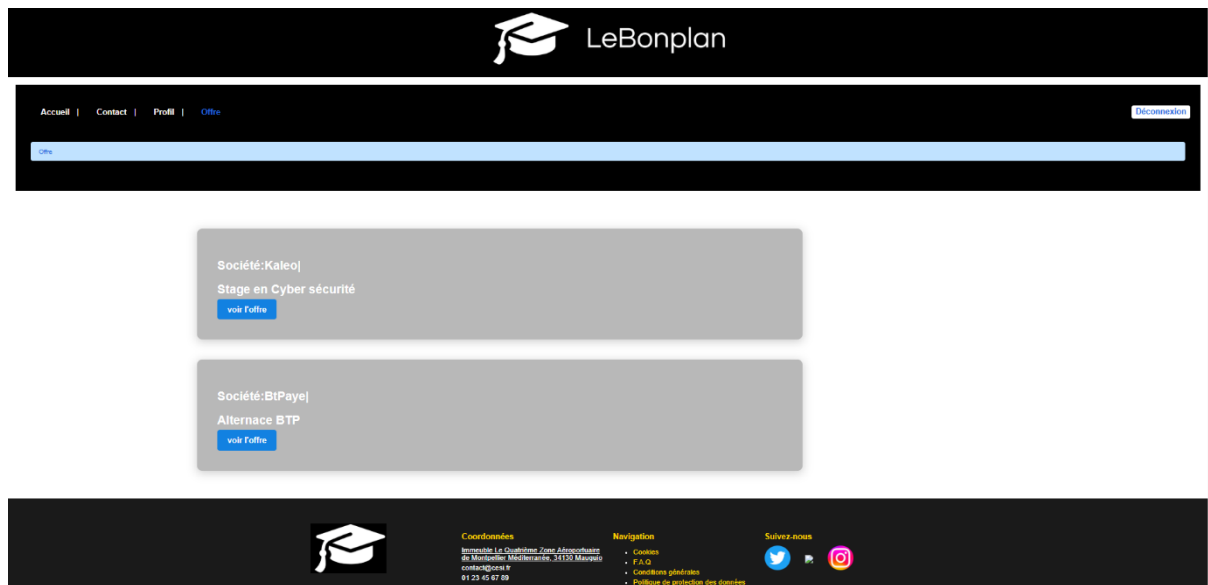 LeBonplan
Accueil | Contact | Profil | Offre Déconnexion
Offre
Société:Kaleo|
Stage en Cyber sécurité
voir l'offre
Société:BtPaye|
Alternace BTP
voir l'offre
Coordonnées
Immeuble Le Quatrième Zone Aéroportuaire
de Montpellier Méditerranée, 34130 Mauguio
contact@cesi.fr
01 23 45 67 89
Navigation
Cookies
F.A.Q
Conditions générales
Politique de protection des données
Suivez-nous